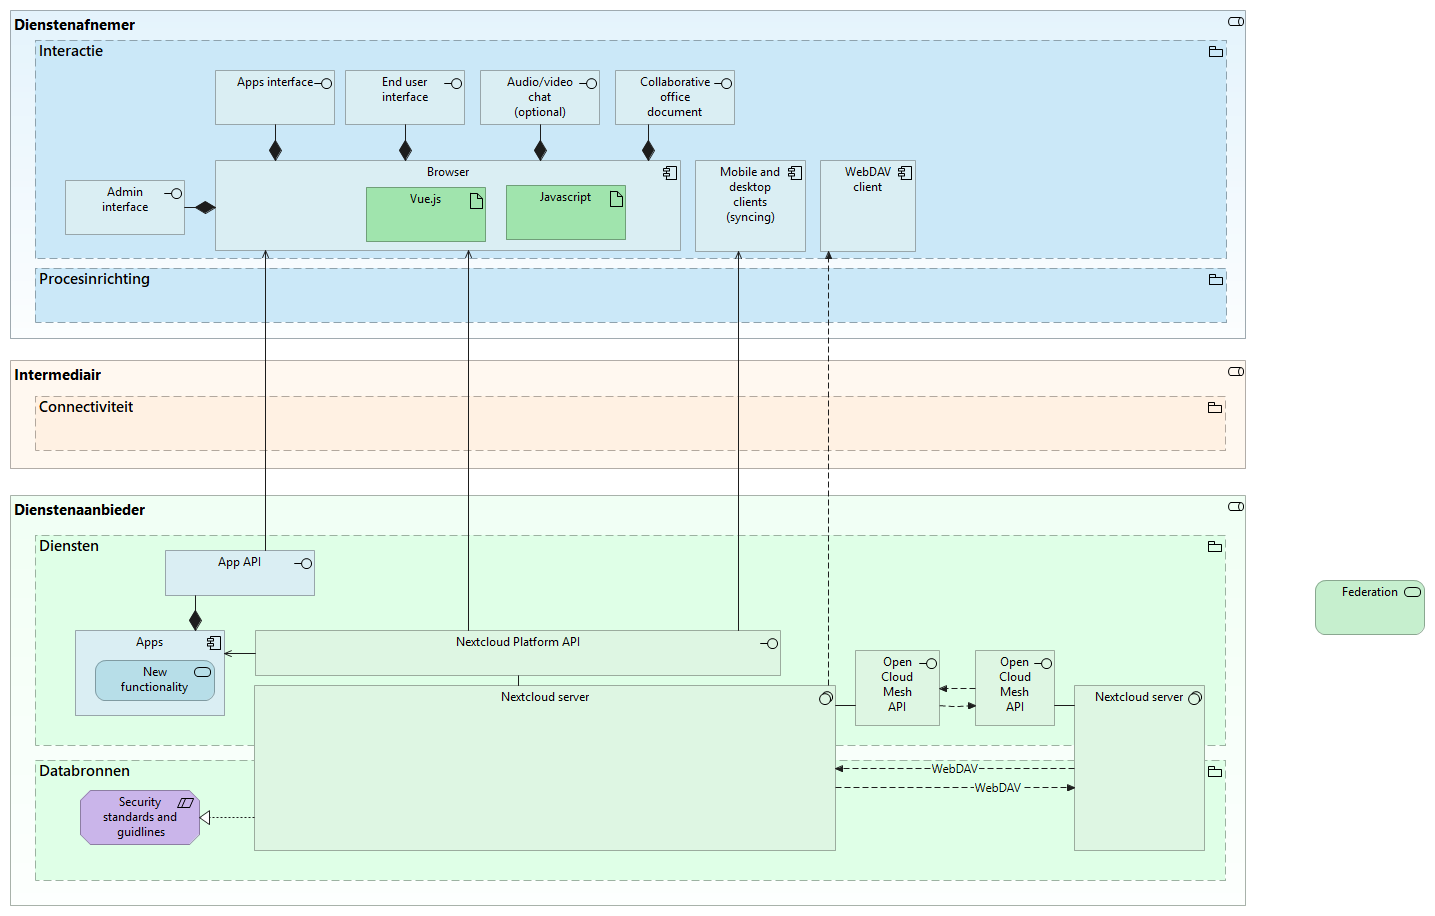 Dienstenafnemer
Interactie
Apps interface
End user
interface
Audio/video
chat
(optional)
Collaborative
office
document
Admin
interface
Browser
Vue.js
Javascript
Mobile and
desktop
clients
(syncing)
WebDAV
client
Procesinrichting
Intermediair
Connectiviteit
Dienstenaanbieder
Diensten
App API
Apps
New
functionality
Nextcloud Platform API
Nextcloud server
Open
Cloud
Mesh
API
Open
Cloud
Mesh
API
Nextcloud server
Federation
Databronnen
Security
standards and
guidlines
WebDAV
WebDAV